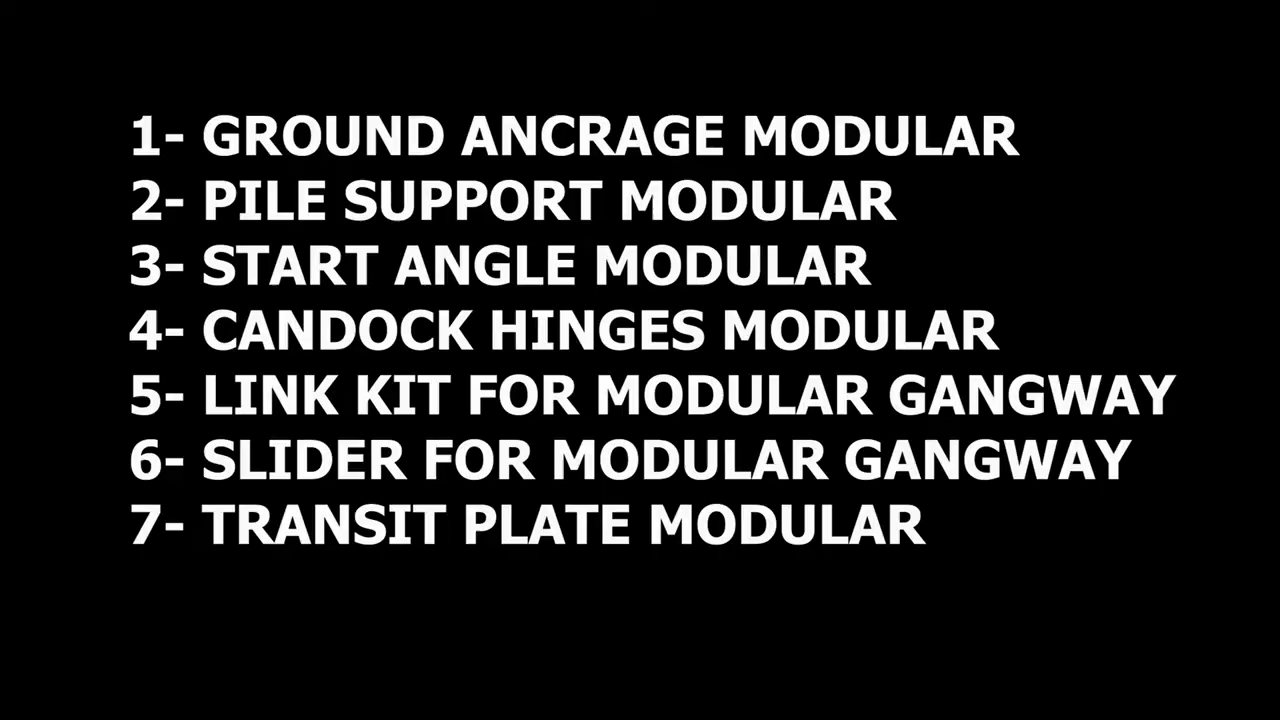 1- GROUND ANCRAGE MODULAR
2- PILE SUPPORT MODULAR
3- START ANGLE MODULAR
4- CANDOCK HINGES MODULAR
5- LINK KIT FOR MODULAR GANGWAY
6- SLIDER FOR MODULAR GANGWAY
7- TRANSIT PLATE MODULAR